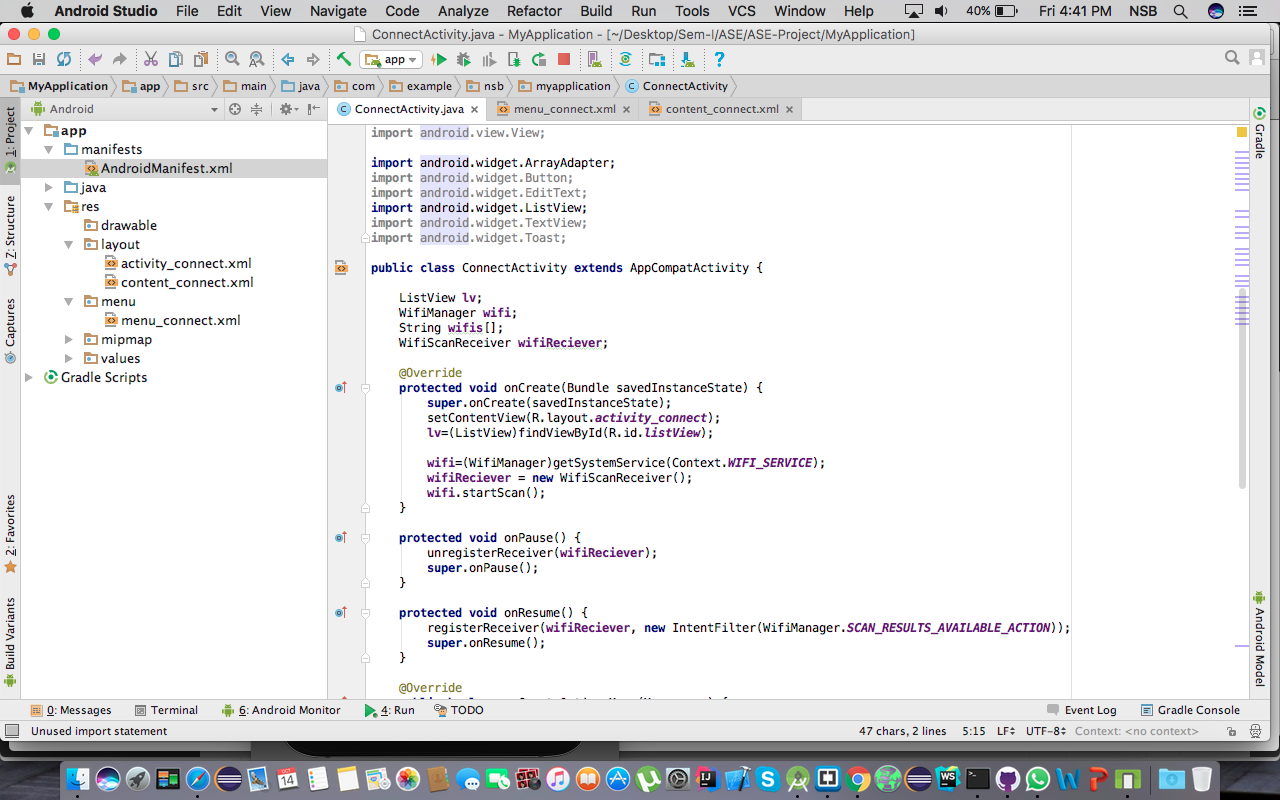 Android Studio File Edit View Navigate Code Analyze Refactor Build Run Tools VCS Window Help 40% Fri 4:41 PM NSB
ConnectActivity.java - MyApplication - [~/Desktop/Sem-I/ASE/ASE-Project/MyApplication]
app
MyApplication app src main java com example nsb myapplication ConnectActivity
Android
ConnectActivity.java menu_connect.xml content_connect.xml
1: Project
Z: Structure
Captures
2: Favorites
Build Variants
app
manifests
AndroidManifest.xml
java
res
drawable
layout
activity_connect.xml
content_connect.xml
menu
menu_connect.xml
mipmap
values
Gradle Scripts
import android.view.View;
import android.widget.ArrayAdapter;
import android.widget.Button;
import android.widget.EditText;
import android.widget.ListView;
import android.widget.TextView;
import android.widget.Toast;
public class ConnectActivity extends AppCompatActivity {
ListView lv;
WifiManager wifi;
String wifis[];
WifiScanReceiver wifiReciever;
@Override
protected void onCreate(Bundle savedInstanceState) {
super.onCreate(savedInstanceState);
setContentView(R.layout.activity_connect);
lv=(ListView)findViewById(R.id.listView);
wifi=(WifiManager)getSystemService(Context.WIFI_SERVICE);
wifiReciever = new WifiScanReceiver();
wifi.startScan();
}
protected void onPause() {
unregisterReceiver(wifiReciever);
super.onPause();
}
protected void onResume() {
registerReceiver(wifiReciever, new IntentFilter(WifiManager.SCAN_RESULTS_AVAILABLE_ACTION));
super.onResume();
}
@Override
Gradle
Android Model
0: Messages Terminal 6: Android Monitor 4: Run TODO Event Log Gradle Console
Unused import statement 47 chars, 2 lines 5:15 LF UTF-8 Context: <no context>